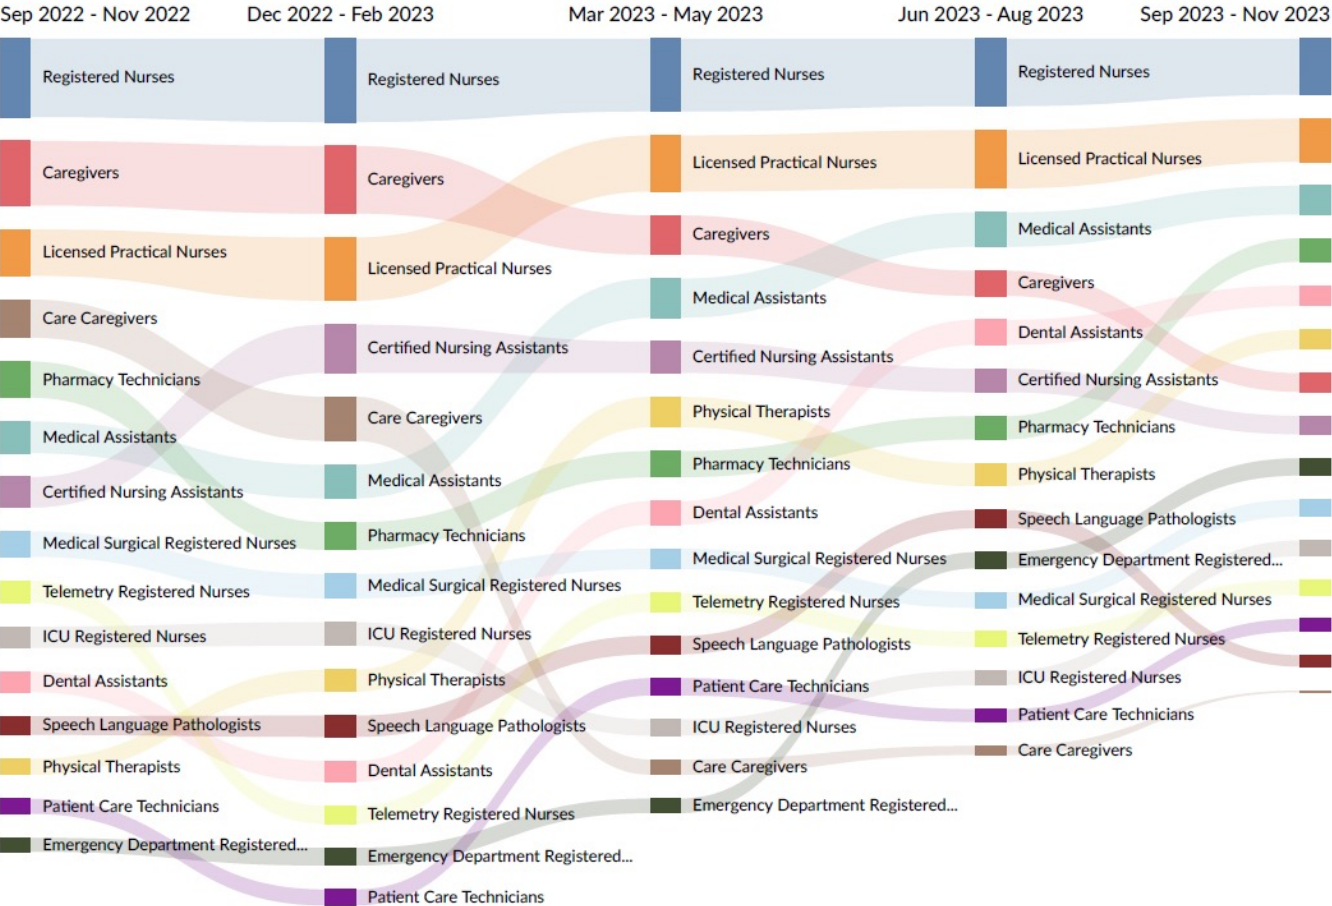 Sep 2022 - Nov 2022
Dec 2022 - Feb 2023
Mar 2023 - May 2023
Jun 2023 - Aug 2023
Sep 2023 - Nov 2023
Registered Nurses
Caregivers
Licensed Practical Nurses
Care Caregivers
Pharmacy Technicians
Medical Assistants
Certified Nursing Assistants
Medical Surgical Registered Nurses
Telemetry Registered Nurses
ICU Registered Nurses
Dental Assistants
Speech Language Pathologists
Physical Therapists
Patient Care Technicians
Emergency Department Registered...
Registered Nurses
Caregivers
Licensed Practical Nurses
Certified Nursing Assistants
Care Caregivers
Medical Assistants
Pharmacy Technicians
Medical Surgical Registered Nurses
ICU Registered Nurses
Physical Therapists
Speech Language Pathologists
Dental Assistants
Telemetry Registered Nurses
Emergency Department Registered...
Patient Care Technicians
Registered Nurses
Licensed Practical Nurses
Caregivers
Medical Assistants
Certified Nursing Assistants
Physical Therapists
Pharmacy Technicians
Dental Assistants
Medical Surgical Registered Nurses
Telemetry Registered Nurses
Speech Language Pathologists
Patient Care Technicians
ICU Registered Nurses
Care Caregivers
Emergency Department Registered...
Registered Nurses
Licensed Practical Nurses
Medical Assistants
Caregivers
Dental Assistants
Certified Nursing Assistants
Pharmacy Technicians
Physical Therapists
Speech Language Pathologists
Emergency Department Registered...
Medical Surgical Registered Nurses
Telemetry Registered Nurses
ICU Registered Nurses
Patient Care Technicians
Care Caregivers